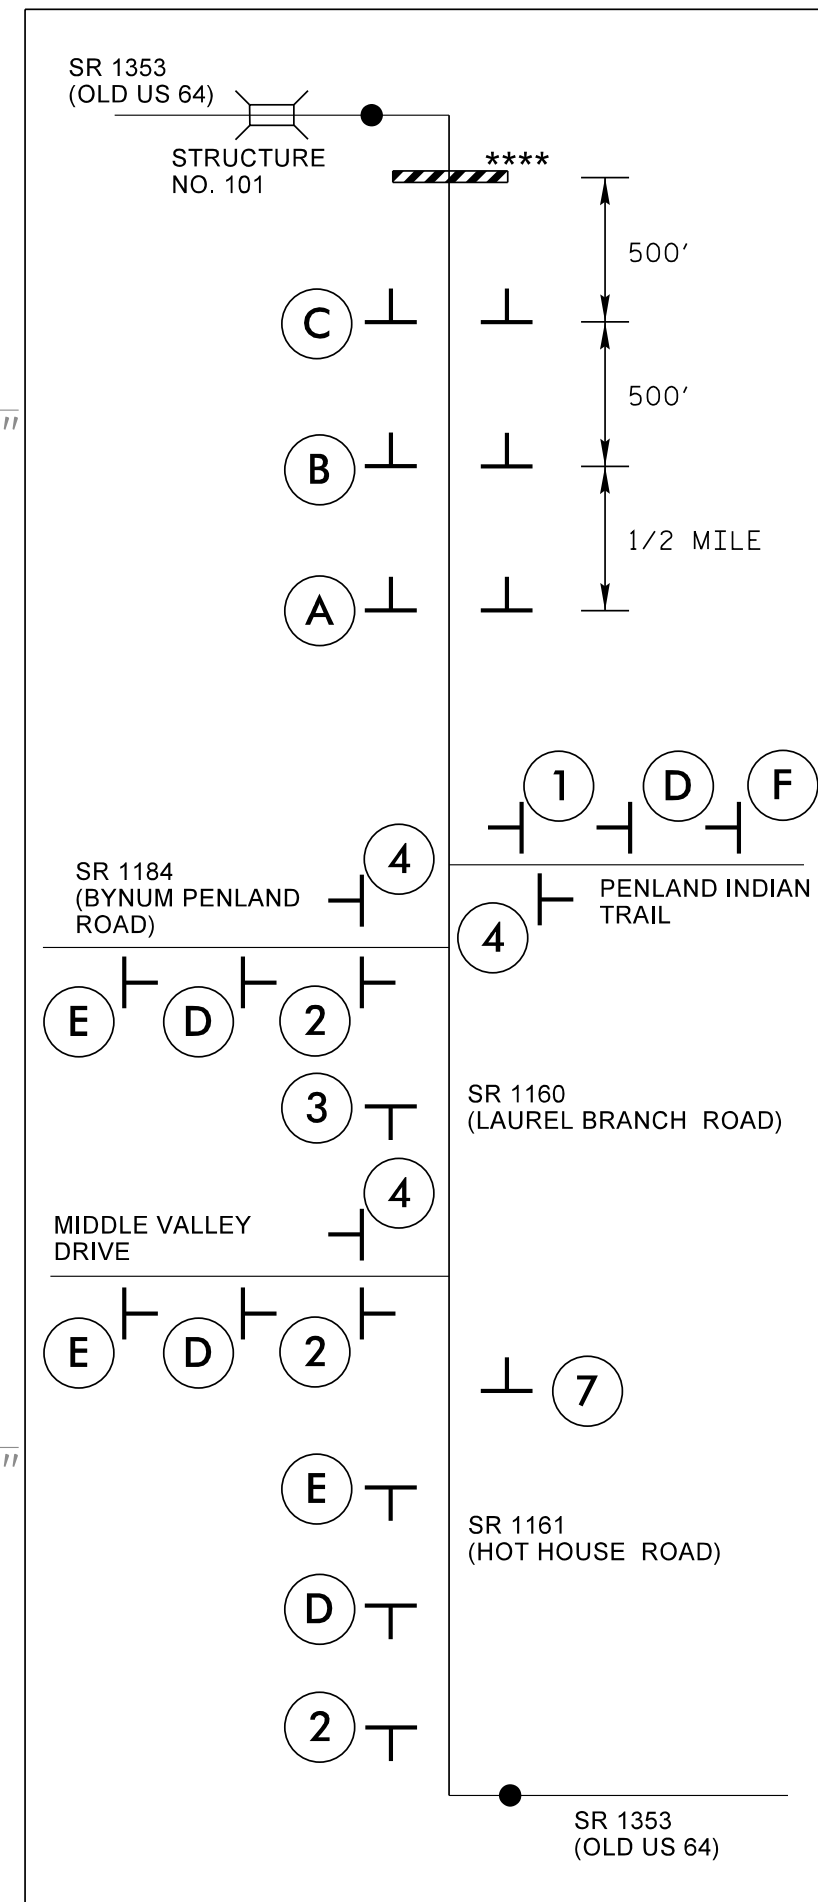 SR 1353
(OLD US 64)
STRUCTURE
NO. 101
****
500'
C
500'
B
1/2 MILE
A
1
D
F
4
SR 1184
(BYNUM PENLAND
ROAD)
PENLAND INDIAN
TRAIL
4
E
D
2
SR 1160
(LAUREL BRANCH ROAD)
3
4
MIDDLE VALLEY
DRIVE
E
D
2
7
E
SR 1161
(HOT HOUSE ROAD)
D
2
SR 1353
(OLD US 64)
"
"